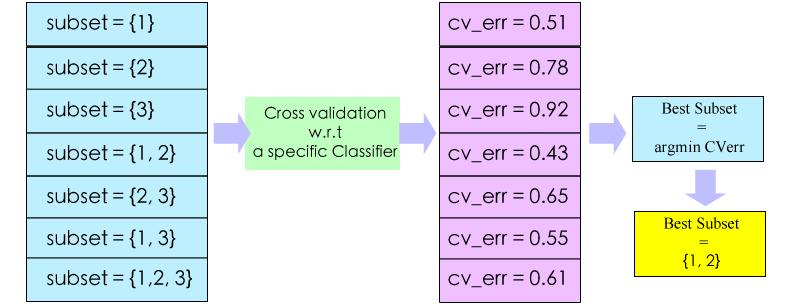 subset = {1}
subset = {2}
subset = {3}
subset = {1, 2}
subset = {2, 3}
subset = {1, 3}
subset = {1,2, 3}
Cross validation
w.r.t
a specific Classifier
cv_err = 0.51
cv_err = 0.78
cv_err = 0.92
cv_err = 0.43
cv_err = 0.65
cv_err = 0.55
cv_err = 0.61
Best Subset
=
argmin CVerr
Best Subset
=
{1, 2}